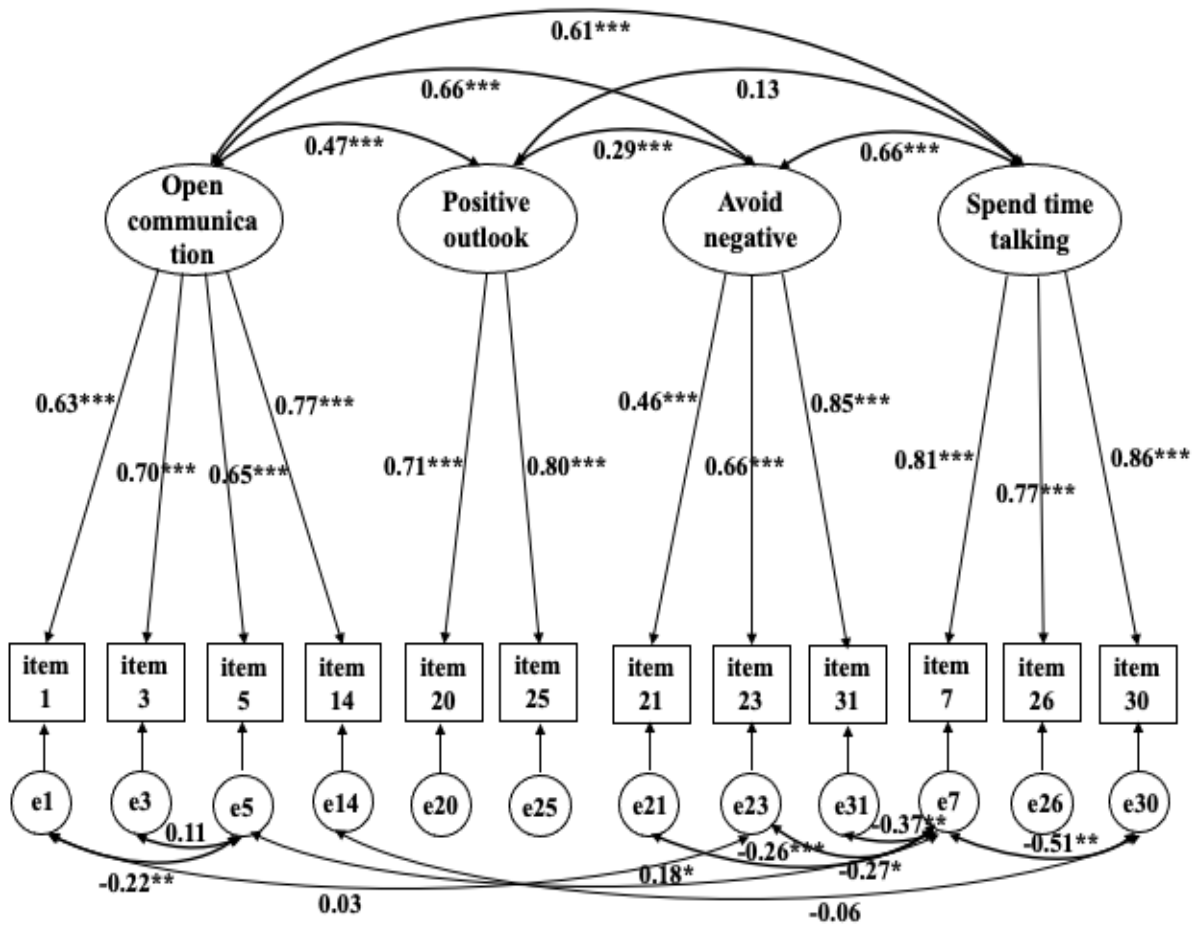 0.61***
0.66***
0.13
0.47***
0.29***
0.66***
Open
communica
tion
Positive
outlook
Avoid
negative
Spend time
talking
0.63***
0.77***
0.46***
0.85***
0.70***
0.65***
0.71***
0.80***
0.66***
0.81***
0.77***
0.86***
item
1
item
3
item
5
item
14
item
20
item
25
item
21
item
23
item
31
item
7
item
26
item
30
e1
e3
e5
e14
e20
e25
e21
e23
e31
e7
e26
e30
0.11
-0.37**
-0.26***
-0.51**
-0.22**
0.18*
-0.27*
0.03
-0.06